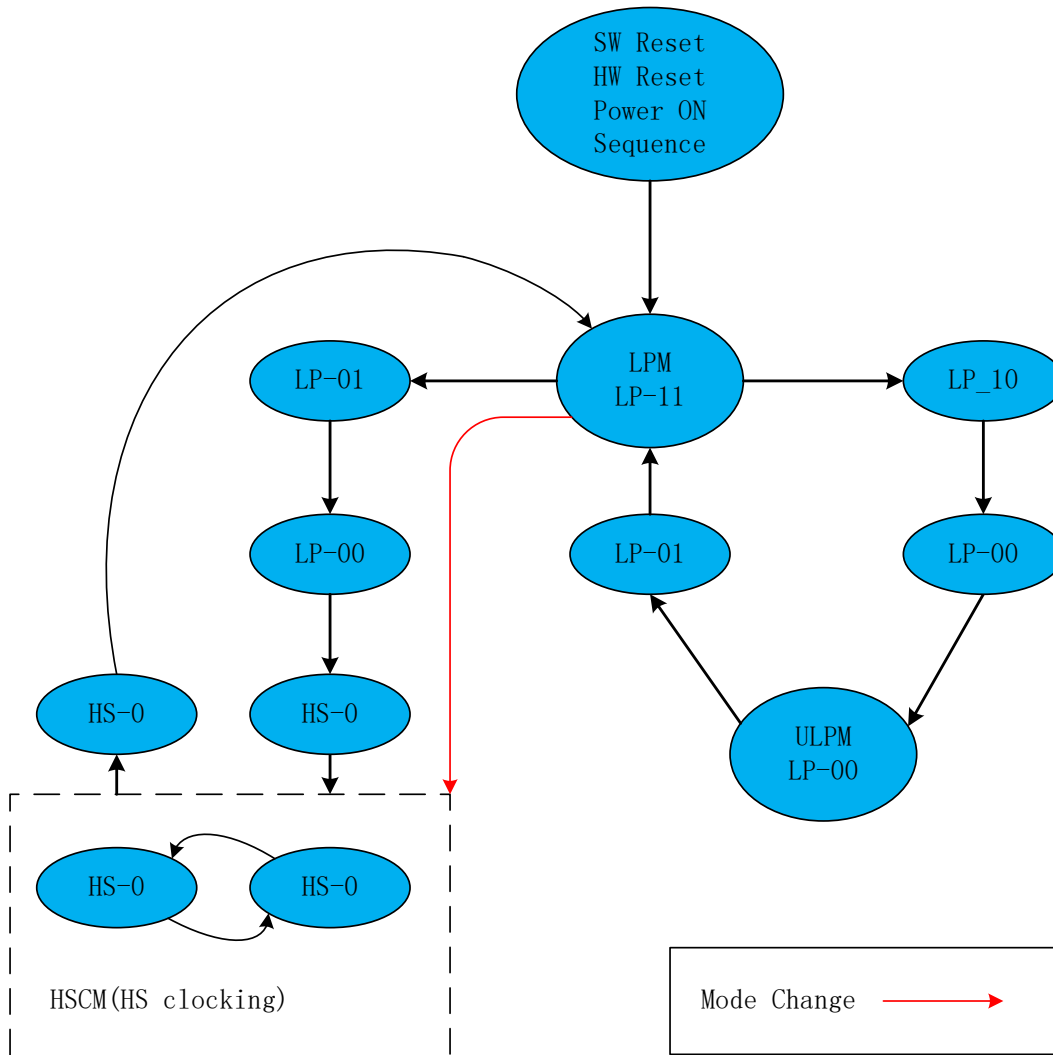 SW Reset
HW Reset
Power ON
Sequence
LP-01
LPM
LP-11
LP_10
LP-00
LP-01
LP-00
HS-0
HS-0
ULPM
LP-00
HS-0
HS-0
HSCM(HS clocking)
Mode Change